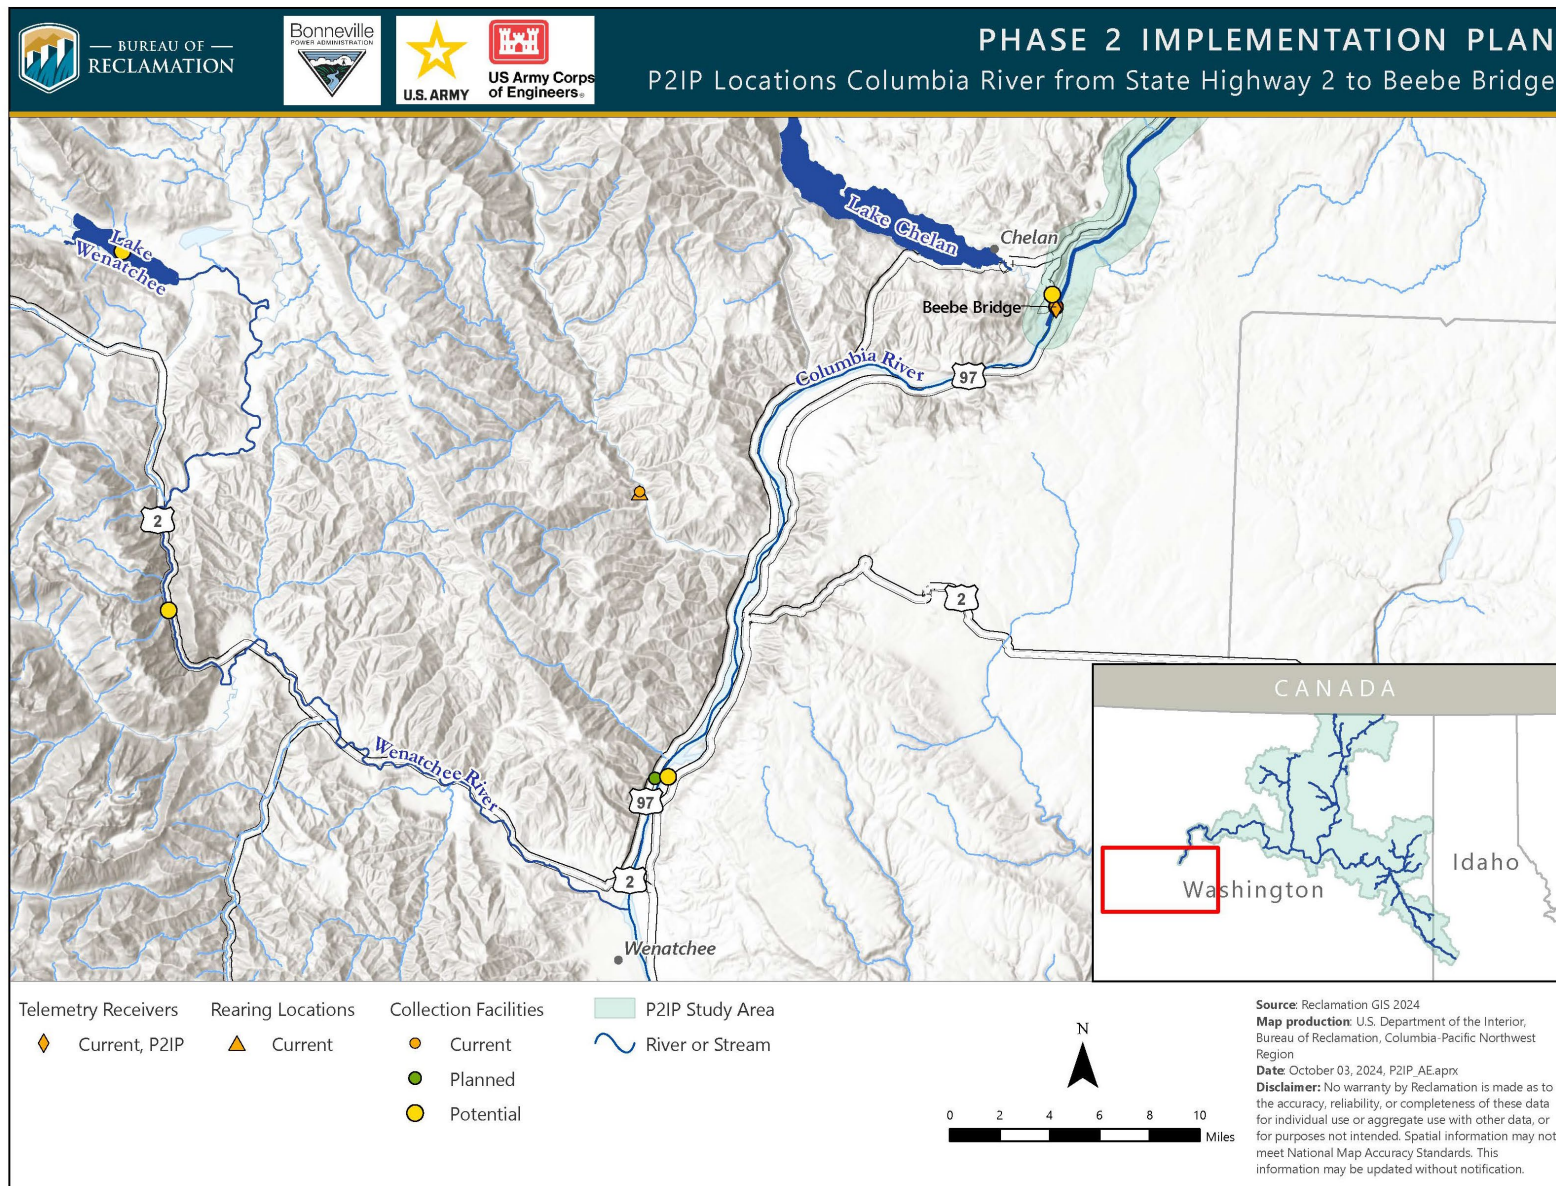 BUREAU OF
RECLAMATION
Bonneville
POWER ADMINISTRATION
U.S. ARMY
US Army Corps
of Engineers®
PHASE 2 IMPLEMENTATION PLAN
P2IP Locations Columbia River from State Highway 2 to Beebe Bridge
Lake Chelan
Chelan
Lake
Wenatchee
Beebe Bridge
Columbia River
97
2
2
Wenatchee River
97
2
Wenatchee
CANADA
Washington
Idaho
Telemetry Receivers
Current, P2IP
Rearing Locations
Current
Collection Facilities
Current
Planned
Potential
P2IP Study Area
River or Stream
N
0 2 4 6 8 10
Miles
Source: Reclamation GIS 2024
Map production: U.S. Department of the Interior,
Bureau of Reclamation, Columbia-Pacific Northwest
Region
Date: October 03, 2024, P2IP_AE.aprx
Disclaimer: No warranty by Reclamation is made as to
the accuracy, reliability, or completeness of these data
for individual use or aggregate use with other data, or
for purposes not intended. Spatial information may not
meet National Map Accuracy Standards. This
information may be updated without notification.